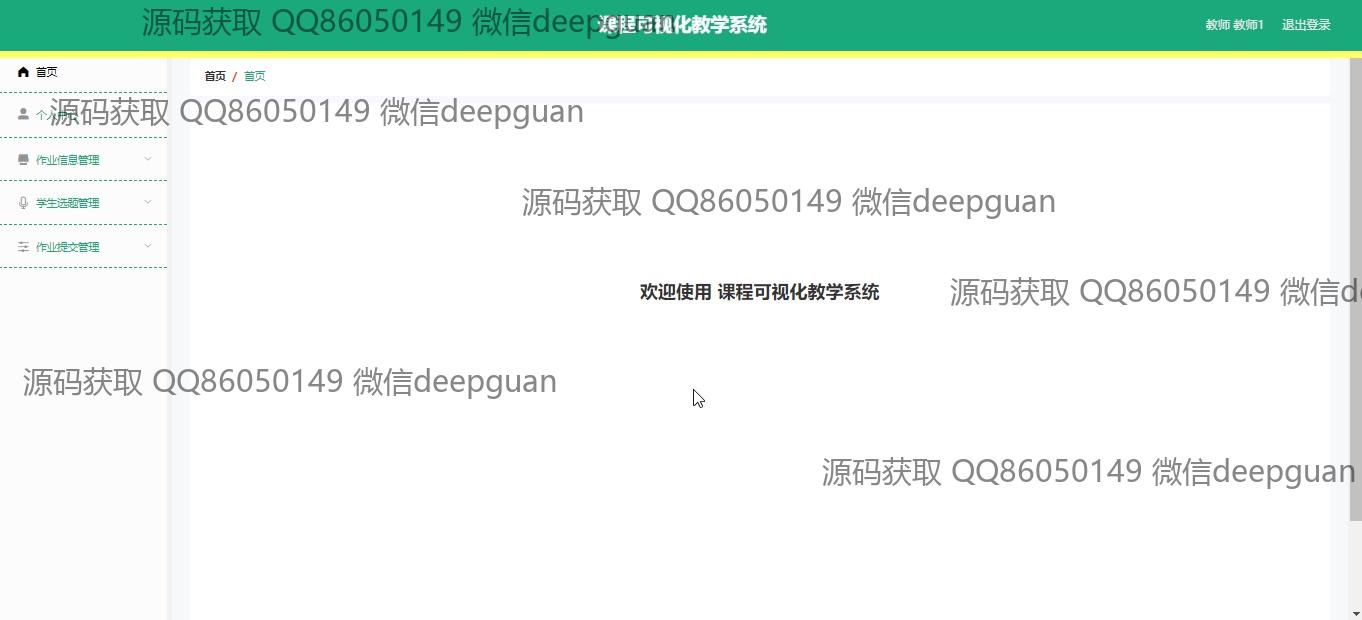 源码获取 QQ86050149 微信deepguan
课程可视化教学系统
教师 教师1 退出登录
首页
首页 / 首页
个人中心
源码获取 QQ86050149 微信deepguan
作业信息管理
源码获取 QQ86050149 微信deepguan
学生选题管理
作业提交管理
欢迎使用 课程可视化教学系统
源码获取 QQ86050149 微信de
源码获取 QQ86050149 微信deepguan
源码获取 QQ86050149 微信deepguan